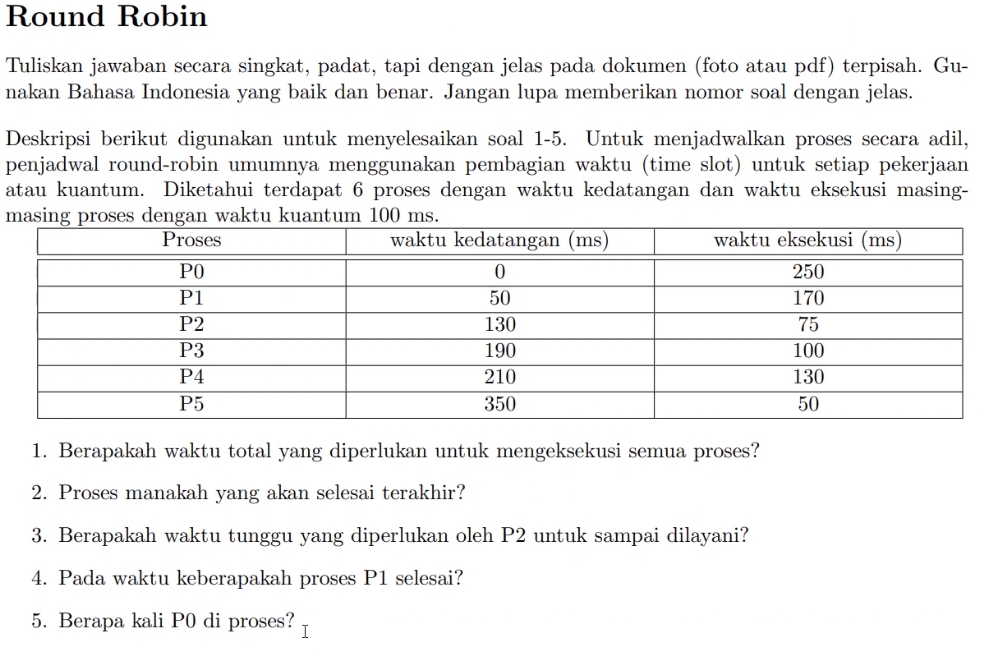 Round Robin
Tuliskan jawaban secara singkat, padat, tapi dengan jelas pada dokumen (foto atau pdf) terpisah. Gu-
nakan Bahasa Indonesia yang baik dan benar. Jangan lupa memberikan nomor soal dengan jelas.
Deskripsi berikut digunakan untuk menyelesaikan soal 1-5. Untuk menjadwalkan proses secara adil,
penjadwal round-robin umumnya menggunakan pembagian waktu (time slot) untuk setiap pekerjaan
atau kuantum. Diketahui terdapat 6 proses dengan waktu kedatangan dan waktu eksekusi masing-
masing proses dengan waktu kuantum 100 ms.
Proses waktu kedatangan (ms) waktu eksekusi (ms)
P0 0 250
P1 50 170
P2 130 75
P3 190 100
P4 210 130
P5 350 50
1. Berapakah waktu total yang diperlukan untuk mengeksekusi semua proses?
2. Proses manakah yang akan selesai terakhir?
3. Berapakah waktu tunggu yang diperlukan oleh P2 untuk sampai dilayani?
4. Pada waktu keberapakah proses P1 selesai?
5. Berapa kali P0 di proses?